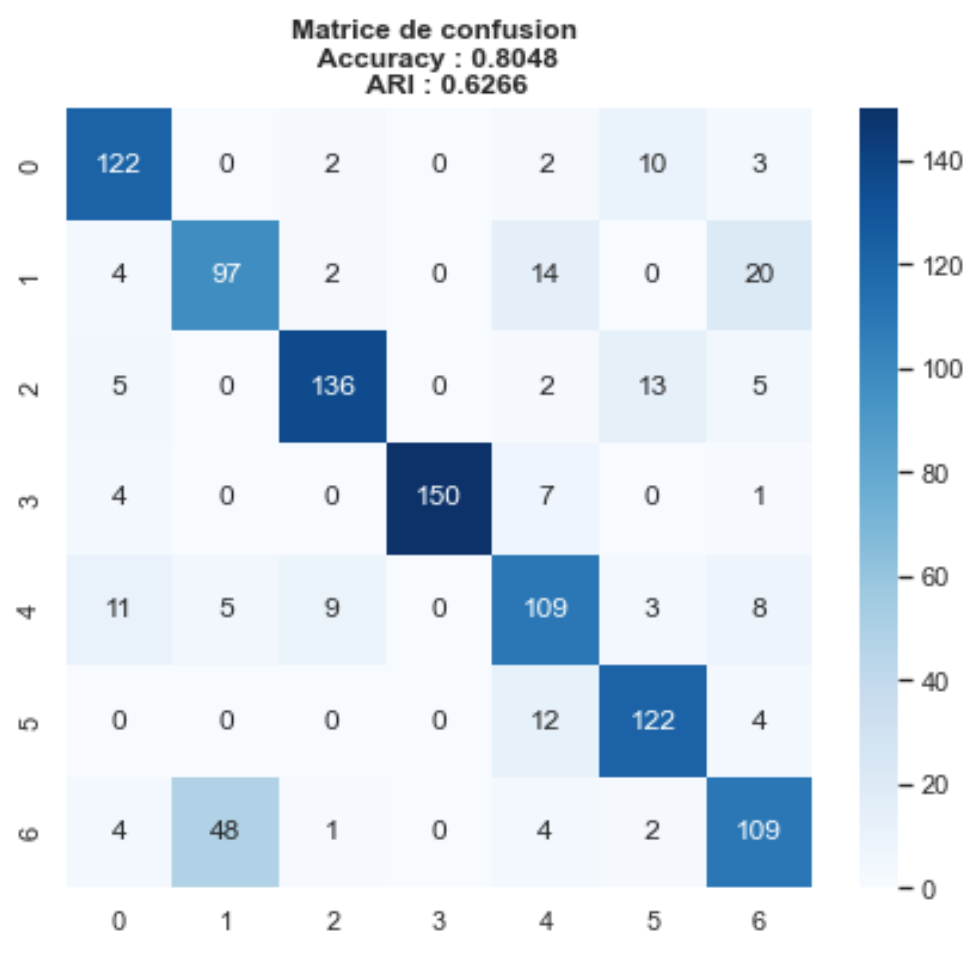 Matrice de confusion
Accuracy : 0.8048
ARI : 0.6266
0 122 0 2 0 2 10 3
1 4 97 2 0 14 0 20
2 5 0 136 0 2 13 5
3 4 0 0 150 7 0 1
4 11 5 9 0 109 3 8
5 0 0 0 0 12 122 4
6 4 48 1 0 4 2 109
0 1 2 3 4 5 6
140
120
100
80
60
40
20
0